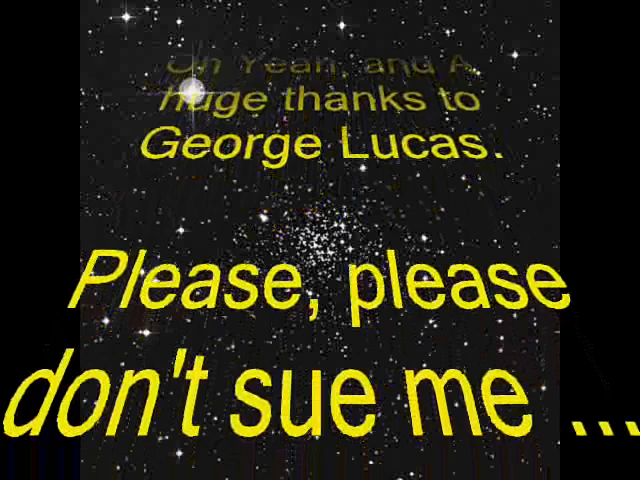 Oh Yeah, and A
huge thanks to
George Lucas.
Please, please
don't sue me ...